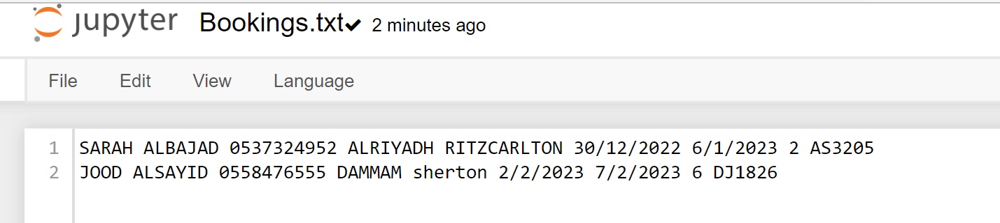 jupyter Bookings.txt✔ 2 minutes ago
File Edit View Language
1 SARAH ALBAJAD 0537324952 ALRIYADH RITZCARLTON 30/12/2022 6/1/2023 2 AS3205
2 JOOD ALSAYID 0558476555 DAMMAM sherton 2/2/2023 7/2/2023 6 DJ1826